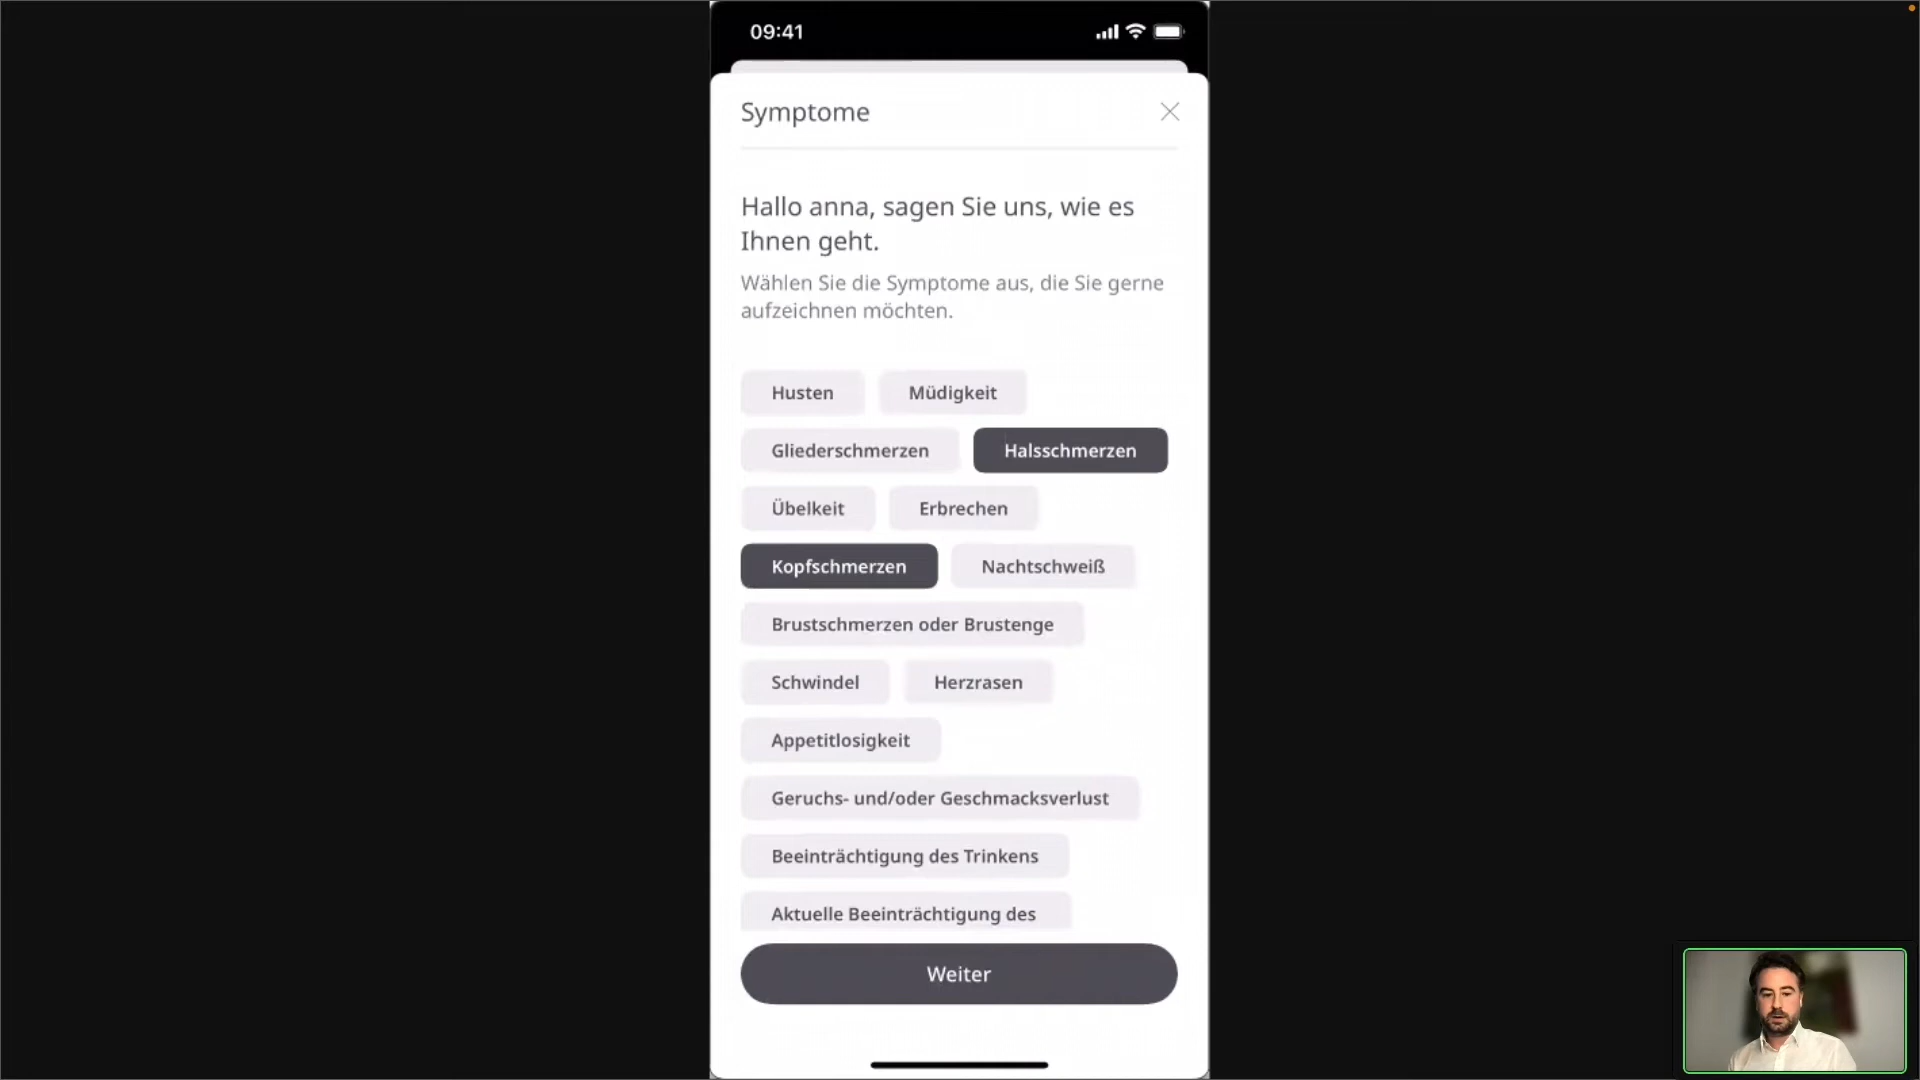 09:41
Symptome
Hallo anna, sagen Sie uns, wie es
Ihnen geht.
Wählen Sie die Symptome aus, die Sie gerne
aufzeichnen möchten.
Husten
Müdigkeit
Gliederschmerzen
Halsschmerzen
Übelkeit
Erbrechen
Kopfschmerzen
Nachtschweiß
Brustschmerzen oder Brustenge
Schwindel
Herzrasen
Appetitlosigkeit
Geruchs- und/oder Geschmacksverlust
Beeinträchtigung des Trinkens
Aktuelle Beeinträchtigung des
Weiter